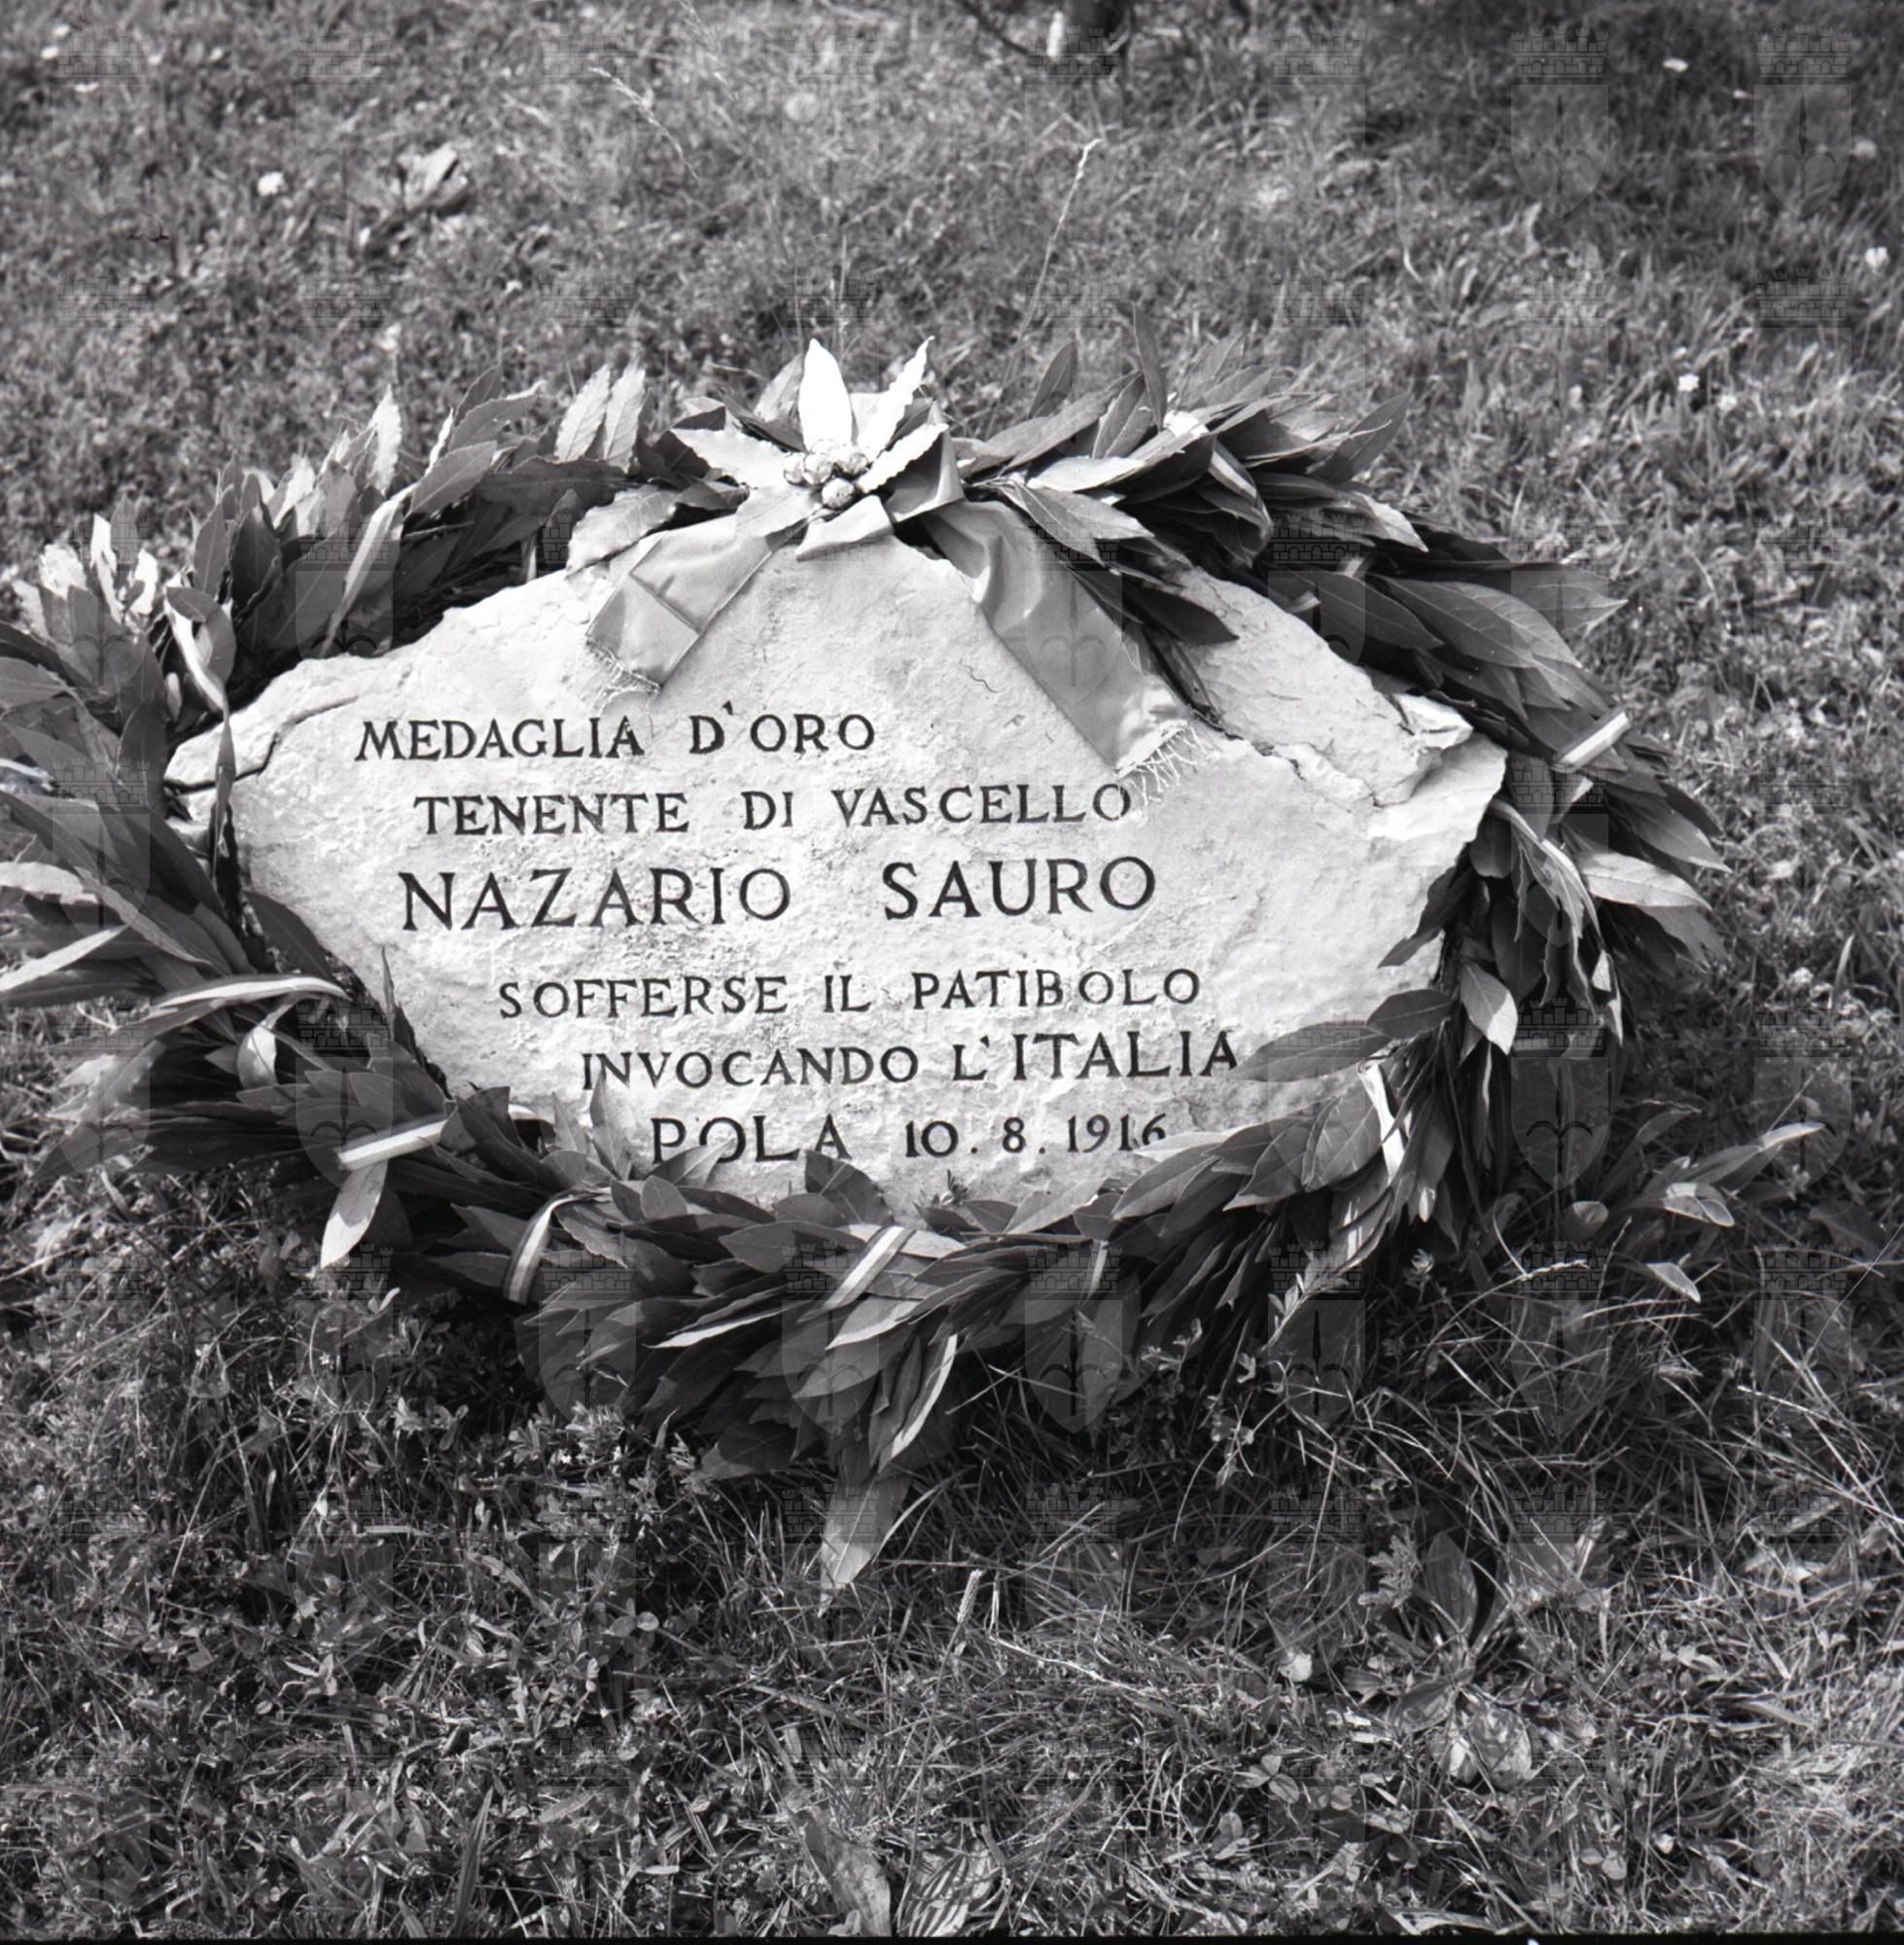 MEDAGLIA D'ORO
TENENTE DI VASCELLO
NAZARIO SAURO
SOFFERSE IL PATIBOLO
INVOCANDO L'ITALIA
POLA 10.8.1916